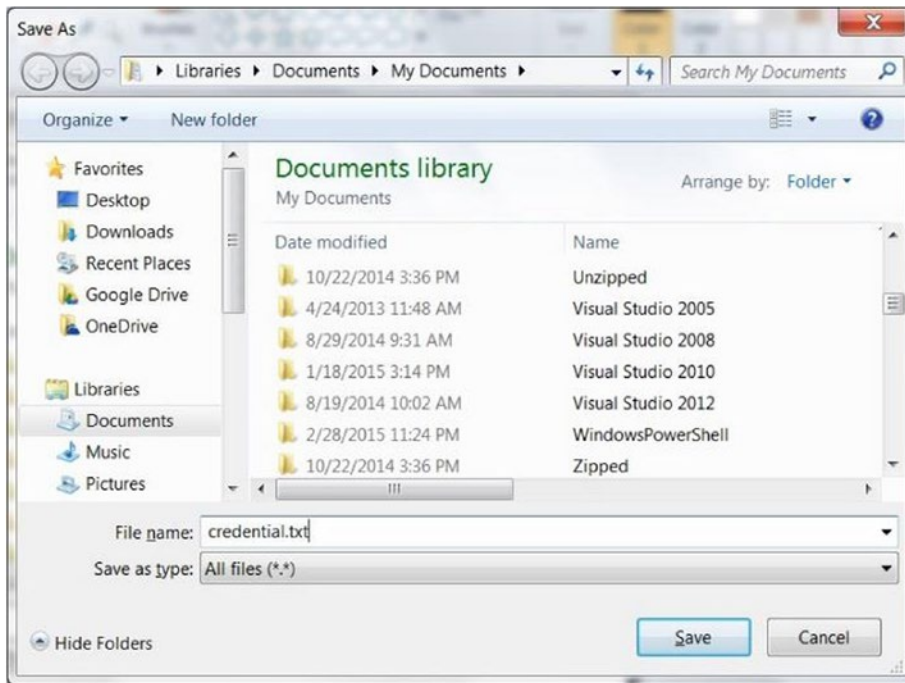 Save As
Libraries Documents My Documents Search My Documents
Organize New folder
Favorites
Desktop
Downloads
Recent Places
Google Drive
OneDrive
Libraries
Documents
Music
Pictures
Documents library
My Documents
Arrange by: Folder
Date modified Name
10/22/2014 3:36 PM Unzipped
4/24/2013 11:48 AM Visual Studio 2005
8/29/2014 9:31 AM Visual Studio 2008
1/18/2015 3:14 PM Visual Studio 2010
8/19/2014 10:02 AM Visual Studio 2012
2/28/2015 11:24 PM WindowsPowerShell
10/22/2014 3:36 PM Zipped
File name: credential.txt
Save as type: All files (*.*)
Hide Folders Save Cancel